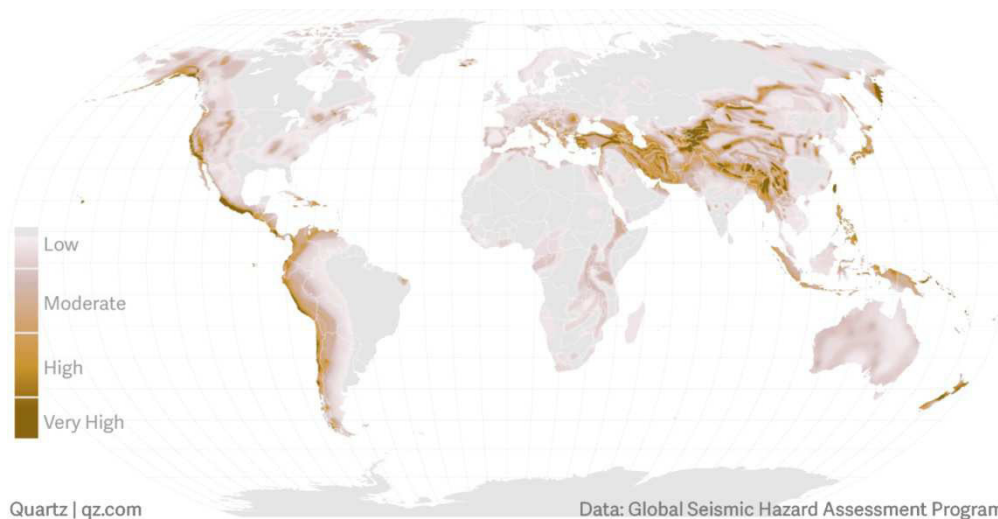 Low
Moderate
High
Very High
Quartz | qz.com
Data: Global Seismic Hazard Assessment Program